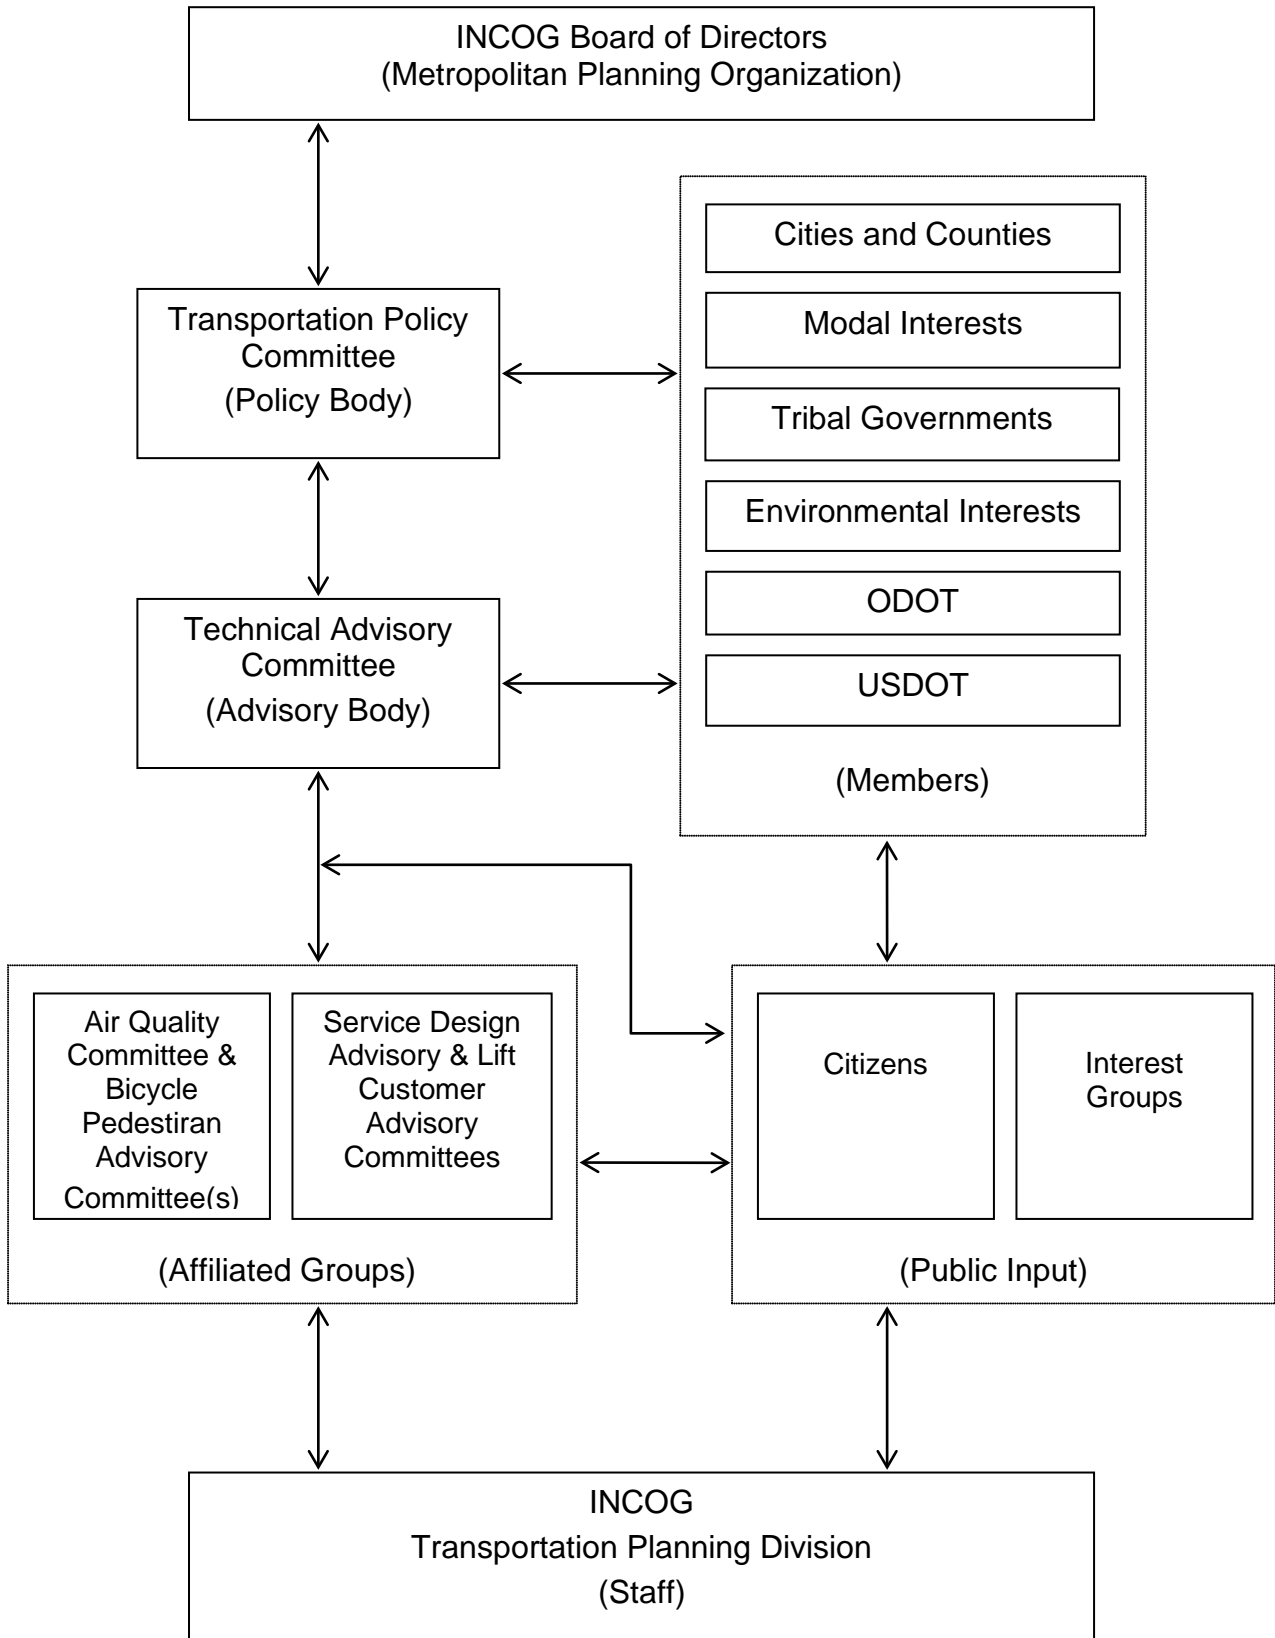 INCOG Board of Directors
(Metropolitan Planning Organization)
Transportation Policy
Committee
(Policy Body)
Cities and Counties
Modal Interests
Tribal Governments
Environmental Interests
ODOT
USDOT
(Members)
Technical Advisory
Committee
(Advisory Body)
Air Quality
Committee &
Bicycle
Pedestiran
Advisory
Committee(s)
Service Design
Advisory & Lift
Customer
Advisory
Committees
(Affiliated Groups)
Citizens
Interest
Groups
(Public Input)
INCOG
Transportation Planning Division
(Staff)